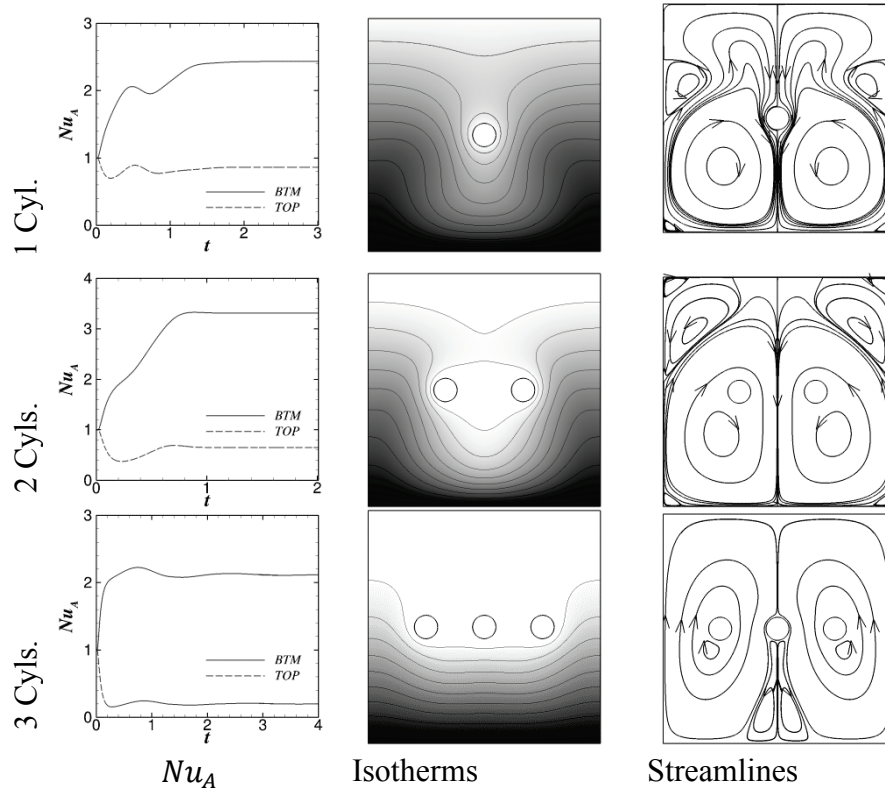 3
2
1
0
Nu_A
BTM
TOP
0 1 2 3
t
1 Cyl.
4
3
2
1
0
Nu_A
BTM
TOP
0 1 2
t
2 Cyls.
3
2
1
0
Nu_A
BTM
TOP
0 1 2 3 4
t
3 Cyls.
Nu_A Isotherms Streamlines